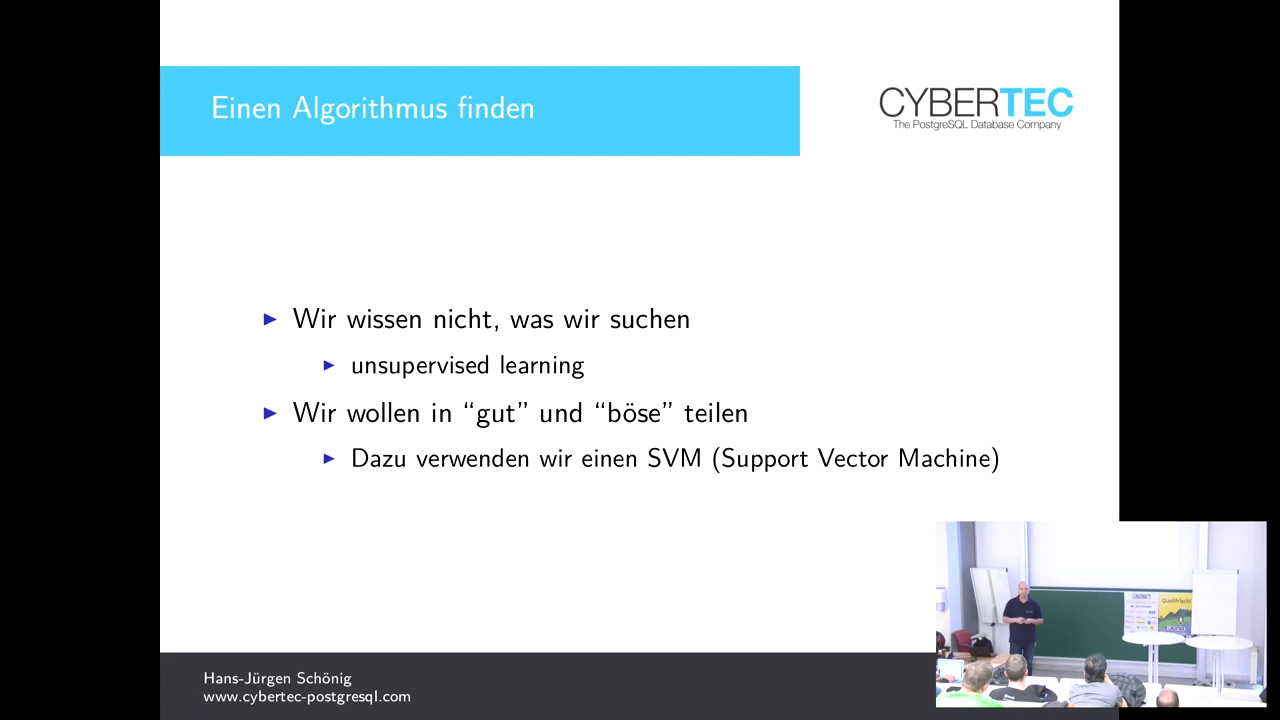 Einen Algorithmus finden
CYBERTEC
The PostgreSQL Database Company
Wir wissen nicht, was wir suchen
unsupervised learning
Wir wollen in “gut” und “böse” teilen
Dazu verwenden wir einen SVM (Support Vector Machine)
Hans-Jürgen Schönig
www.cybertec-postgresql.com